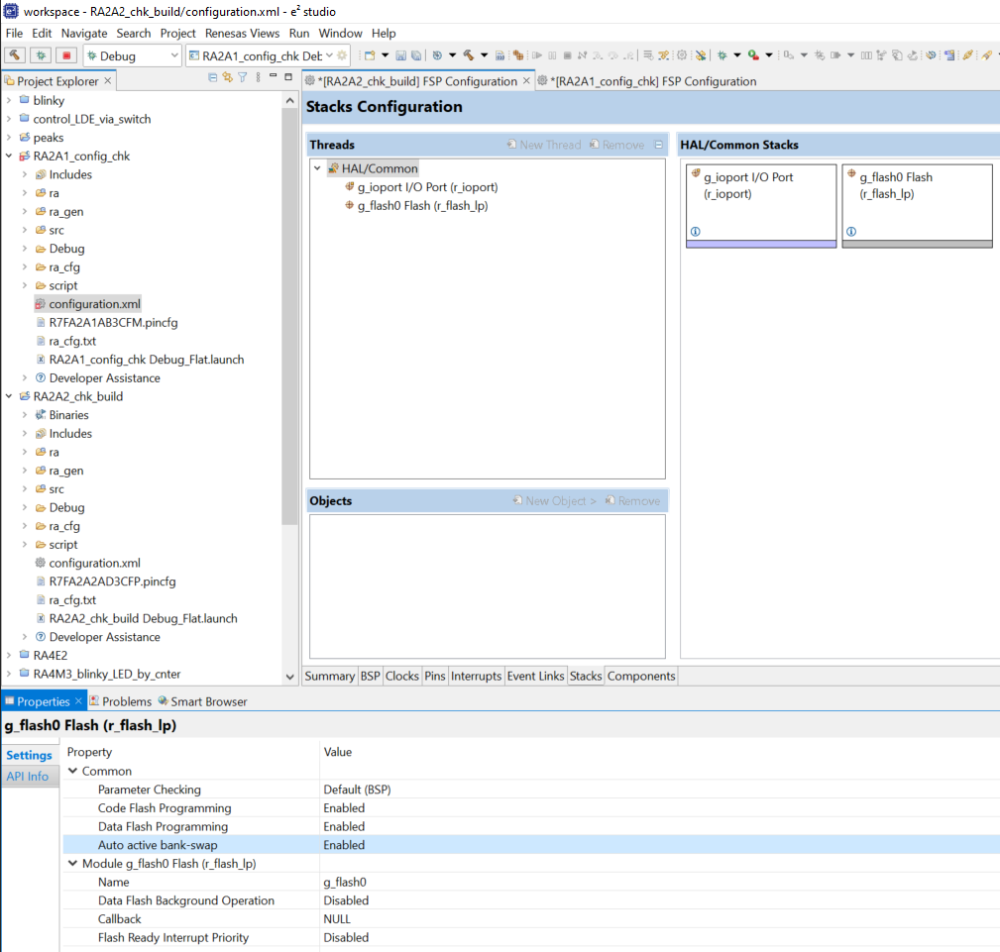 workspace - RA2A2_chk_build/configuration.xml - e² studio
File Edit Navigate Search Project Renesas Views Run Window Help
Debug RA2A1_config_chk Det
Project Explorer
blinky
control_LDE_via_switch
peaks
RA2A1_config_chk
Includes
ra
ra_gen
src
Debug
ra_cfg
script
configuration.xml
R7FA2A1AB3CFM.pincfg
ra_cfg.txt
RA2A1_config_chk Debug_Flat.launch
Developer Assistance
RA2A2_chk_build
Binaries
Includes
ra
ra_gen
src
Debug
ra_cfg
script
configuration.xml
R7FA2A2AD3CFP.pincfg
ra_cfg.txt
RA2A2_chk_build Debug_Flat.launch
Developer Assistance
RA4E2
RA4M3_blinky_LED_by_cnter
*[RA2A2_chk_build] FSP Configuration
*[RA2A1_config_chk] FSP Configuration
Stacks Configuration
Threads New Thread Remove
HAL/Common
g_ioport I/O Port (r_ioport)
g_flash0 Flash (r_flash_lp)
Objects New Object > Remove
HAL/Common Stacks
g_ioport I/O Port
(r_ioport)
g_flash0 Flash
(r_flash_lp)
Summary BSP Clocks Pins Interrupts Event Links Stacks Components
Properties Problems Smart Browser
g_flash0 Flash (r_flash_lp)
Settings
API Info
Property Value
Common
Parameter Checking Default (BSP)
Code Flash Programming Enabled
Data Flash Programming Enabled
Auto active bank-swap Enabled
Module g_flash0 Flash (r_flash_lp)
Name g_flash0
Data Flash Background Operation Disabled
Callback NULL
Flash Ready Interrupt Priority Disabled